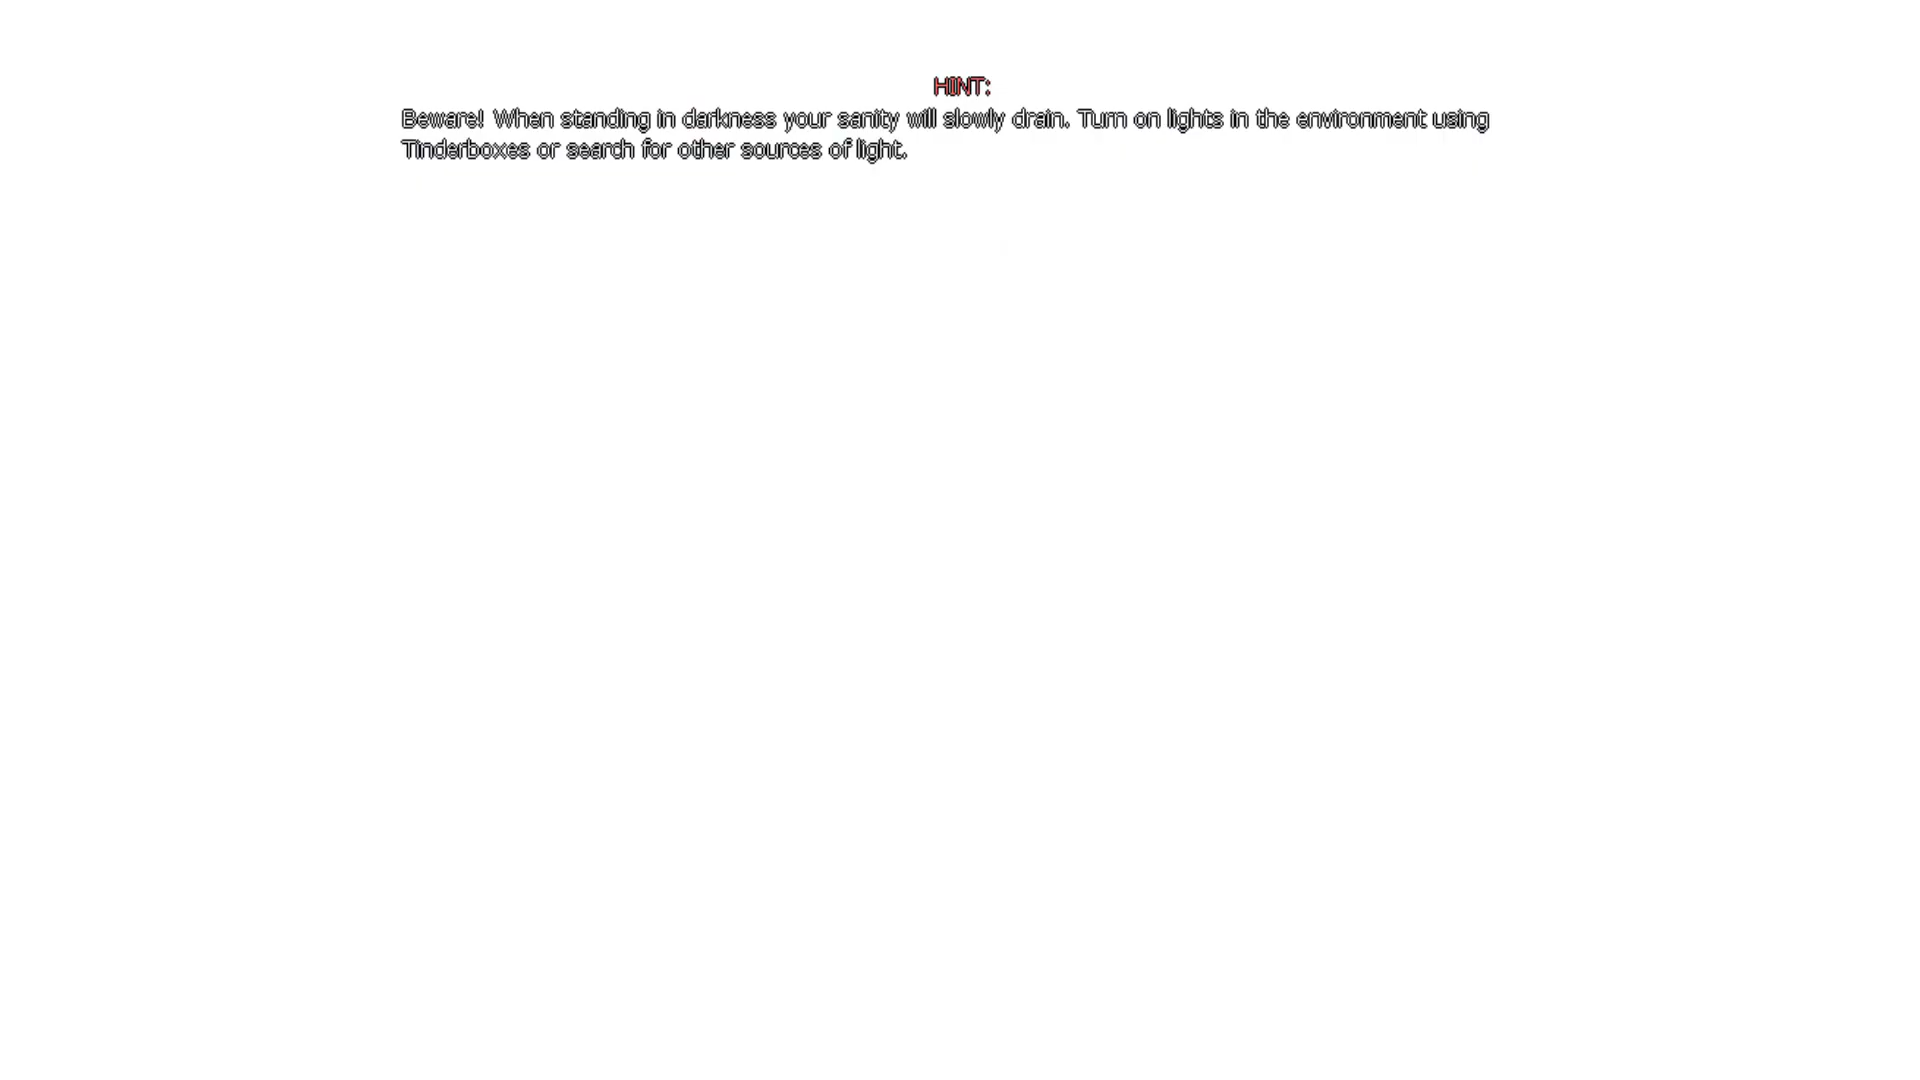 HINT:
Beware! When standing in darkness your sanity will slowly drain. Turn on lights in the environment using
Tinderboxes or search for other sources of light.